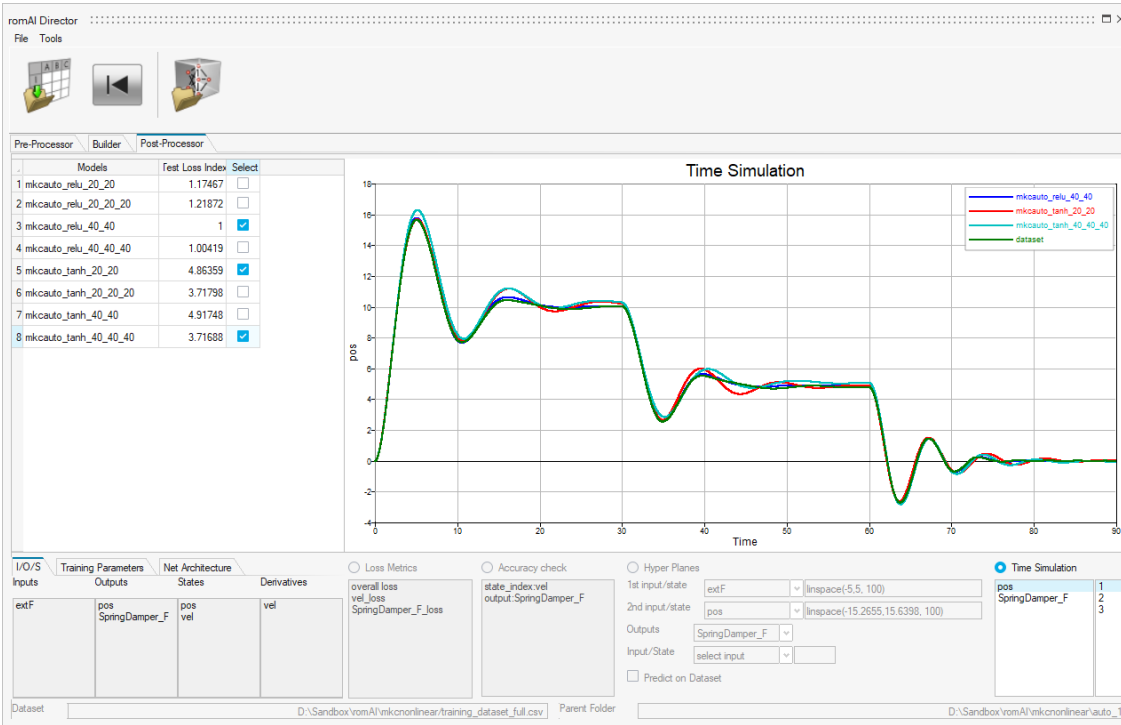 romAI Director
File Tools
A B C
1
Pre-Processor Builder Post-Processor
Models Test Loss Index Select
1 mkcauto_relu_20_20 1.17467
2 mkcauto_relu_20_20_20 1.21872
3 mkcauto_relu_40_40 1
4 mkcauto_relu_40_40_40 1.00419
5 mkcauto_tanh_20_20 4.86359
6 mkcauto_tanh_20_20_20 3.71798
7 mkcauto_tanh_40_40 4.91748
8 mkcauto_tanh_40_40_40 3.71688
Time Simulation
18
16
14
12
10
8
6
4
2
0
-2
-4
pos
0 10 20 30 40 50 60 70 80 90
Time
mkcauto_relu_40_40
mkcauto_tanh_20_20
mkcauto_tanh_40_40_40
dataset
I/O/S Training Parameters Net Architecture
Inputs Outputs States Derivatives
extF pos pos vel
SpringDamper_F vel
Loss Metrics
overall loss
vel_loss
SpringDamper_F_loss
Accuracy check
state_index:vel
output:SpringDamper_F
Hyper Planes
1st input/state extF linspace(-5,5, 100)
2nd input/state pos linspace(-15.2655,15.6398, 100)
Outputs SpringDamper_F
Input/State select input
Predict on Dataset
Time Simulation
pos 1
SpringDamper_F 2
3
Dataset D:\Sandbox\romAI\mkcnonlinear/training_dataset_full.csv Parent Folder D:\Sandbox\romAI\mkcnonlinear\auto_1